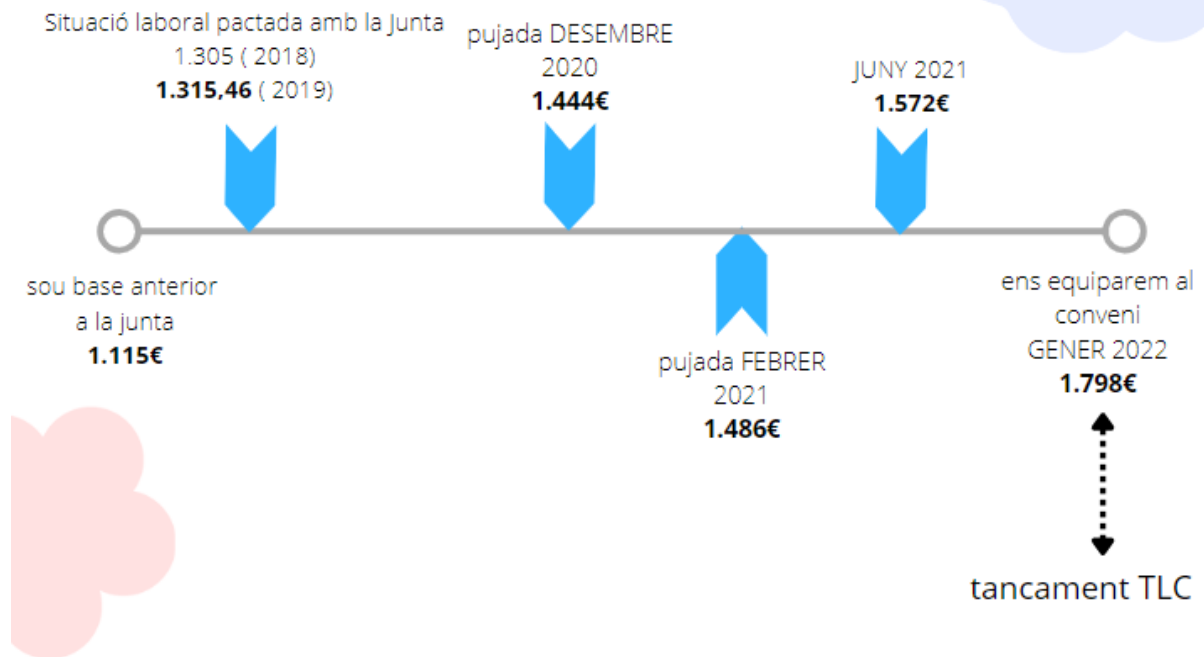 Situació laboral pactada amb la Junta
1.305 ( 2018)
1.315,46 ( 2019)
pujada DESEMBRE
2020
1.444€
JUNY 2021
1.572€
sou base anterior
a la junta
1.115€
pujada FEBRER
2021
1.486€
ens equiparem al
conveni
GENER 2022
1.798€
tancament TLC